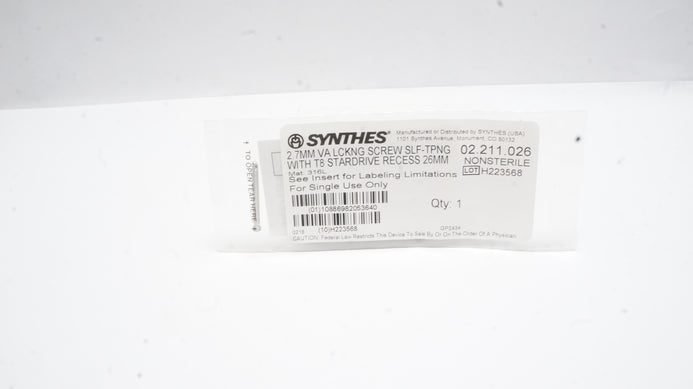 SYNTHES®
Manufactured or Distributed by SYNTHES (USA)
1101 Synthes Avenue, Monument, CO 80132
2.7MM VA LCKNG SCREW SLF-TPNG
WITH T8 STARDRIVE RECESS 26MM
02.211.026
NONSTERILE
LOT H223568
Mat: 316L
See Insert for Labeling Limitations
For Single Use Only
(01)10886982053640
Qty: 1
(10)H223568
CAUTION: Federal Law Restricts This Device To Sale By Or On The Order Of A Physician
TO OPEN TEAR HERE